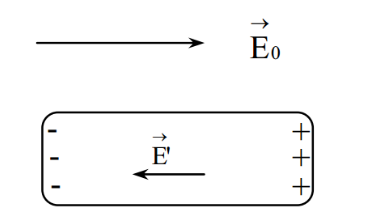 E₀
- +
- E' +
- +